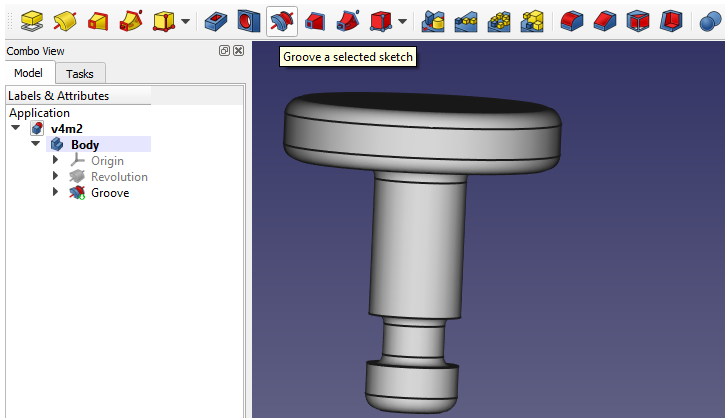 Combo View
Groove a selected sketch
Model
Tasks
Labels & Attributes
Application
v4m2
Body
Origin
Revolution
Groove